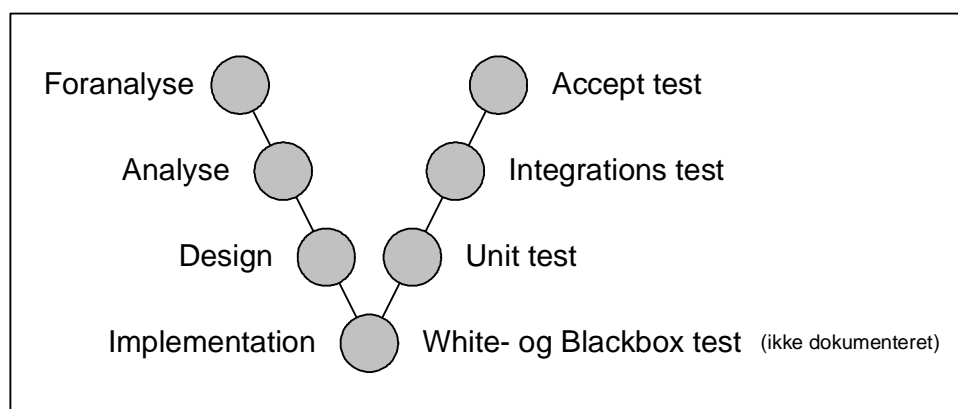 Foranalyse Accept test
Analyse Integrations test
Design Unit test
Implementation White- og Blackbox test (ikke dokumenteret)